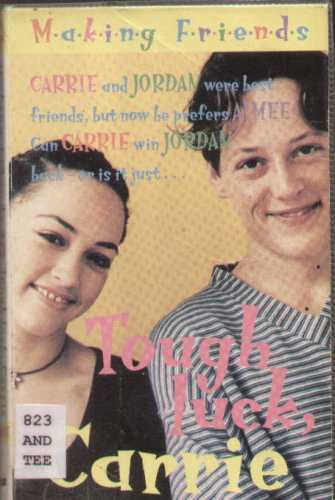 Making Friends
CARRIE and JORDAN were best
friends, but now he prefers AIMEE.
Can CARRIE win JORDAN
back – or is it just . . .
Tough
luck,
Carrie
823
AND
TEE